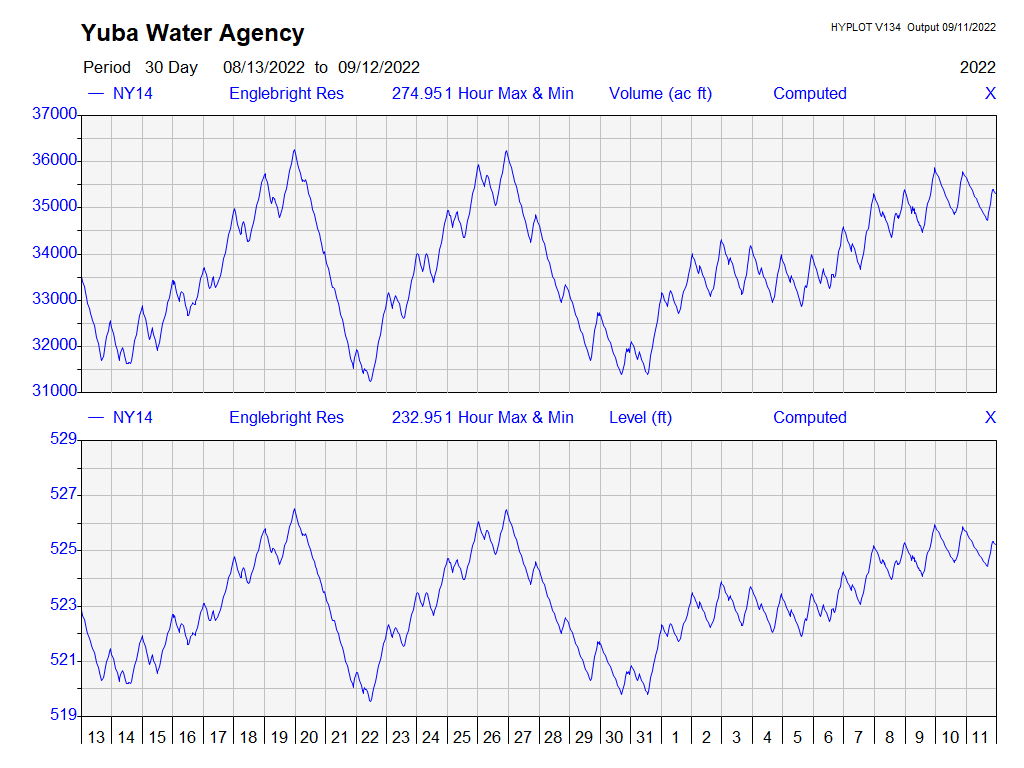 Yuba Water Agency
HYPLOT V134 Output 09/11/2022
Period 30 Day 08/13/2022 to 09/12/2022 2022
— NY14 Englebright Res 274.951 Hour Max & Min Volume (ac ft) Computed X
37000
36000
35000
34000
33000
32000
31000
— NY14 Englebright Res 232.951 Hour Max & Min Level (ft) Computed X
529
527
525
523
521
519
13 14 15 16 17 18 19 20 21 22 23 24 25 26 27 28 29 30 31 1 2 3 4 5 6 7 8 9 10 11